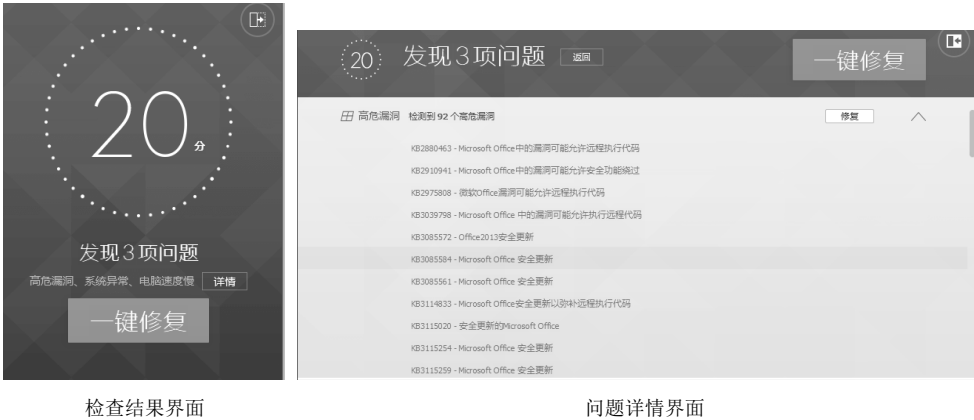 20分
发现3项问题
高危漏洞、系统异常、电脑速度慢 详情
一键修复
检查结果界面
20 发现3项问题 返回 一键修复
高危漏洞 检测到 92 个高危漏洞 修复
KB2880463 - Microsoft Office中的漏洞可能允许远程执行代码
KB2910941 - Microsoft Office中的漏洞可能允许安全功能绕过
KB2975808 - 微软Office漏洞可能允许远程执行代码
KB3039798 - Microsoft Office 中的漏洞可能允许执行远程代码
KB3085572 - Office2013安全更新
KB3085584 - Microsoft Office 安全更新
KB3085561 - Microsoft Office 安全更新
KB3114833 - Microsoft Office安全更新以弥补远程执行代码
KB3115020 - 安全更新的Microsoft Office
KB3115254 - Microsoft Office 安全更新
KB3115259 - Microsoft Office 安全更新
问题详情界面